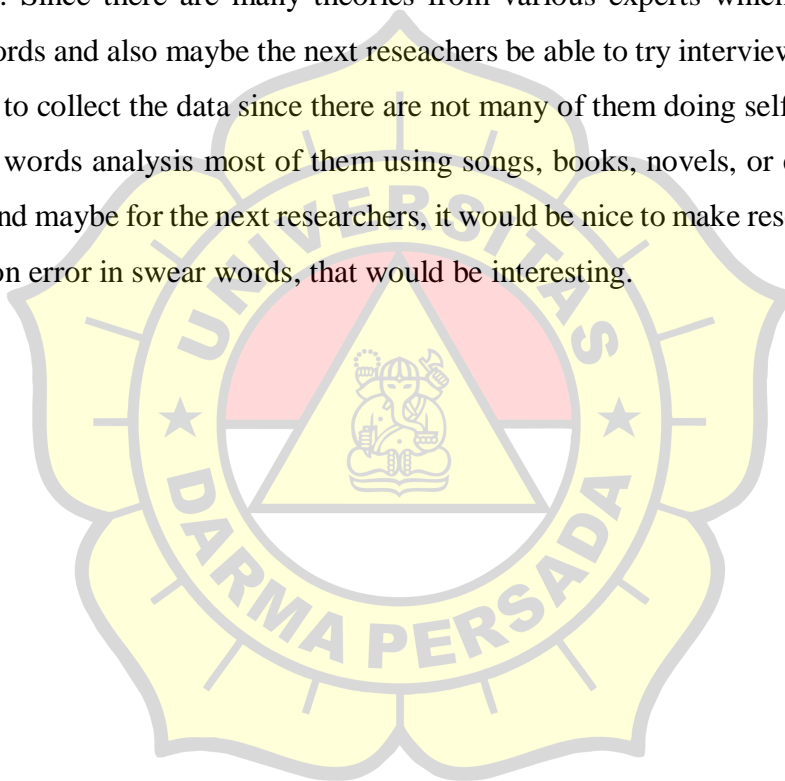 . Since there are many theories from various experts which
ords and also maybe the next reseachers be able to try interview
to collect the data since there are not many of them doing self
words analysis most of them using songs, books, novels, or
nd maybe for the next researchers, it would be nice to make res
on error in swear words, that would be interesting.
UNIVERSITAS
DARMA PERSADA